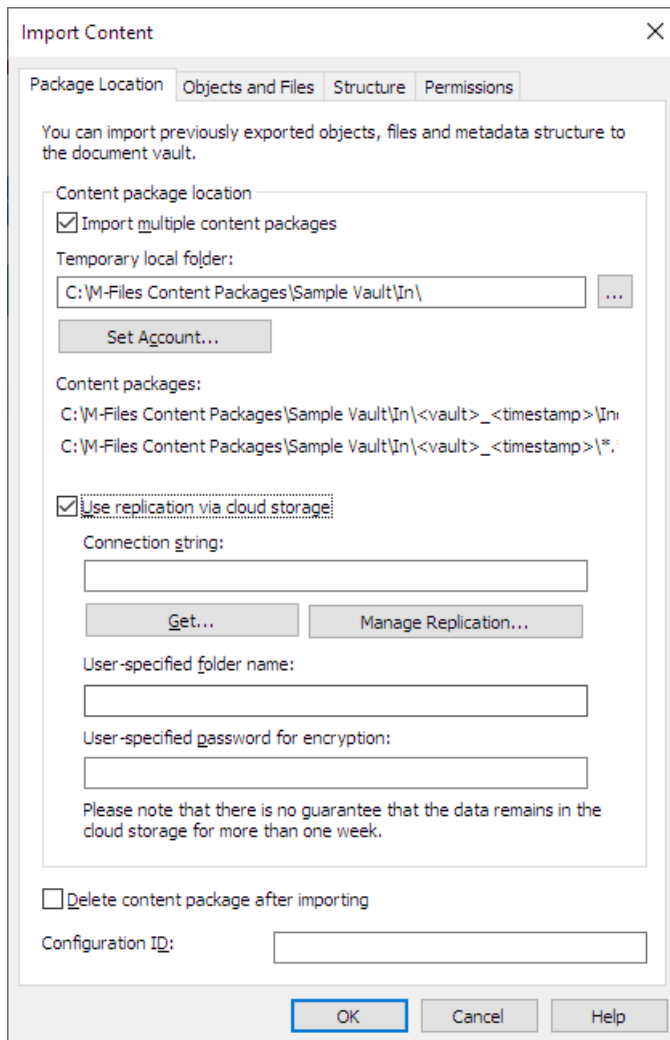 Import Content
Package Location Objects and Files Structure Permissions
You can import previously exported objects, files and metadata structure to
the document vault.
Content package location
Import multiple content packages
Temporary local folder:
C:\M-Files Content Packages\Sample Vault\In\
...
Set Account...
Content packages:
C:\M-Files Content Packages\Sample Vault\In\<vault>_<timestamp>\In
C:\M-Files Content Packages\Sample Vault\In\<vault>_<timestamp>\*.
Use replication via cloud storage
Connection string:
Get... Manage Replication...
User-specified folder name:
User-specified password for encryption:
Please note that there is no guarantee that the data remains in the
cloud storage for more than one week.
Delete content package after importing
Configuration ID:
OK Cancel Help